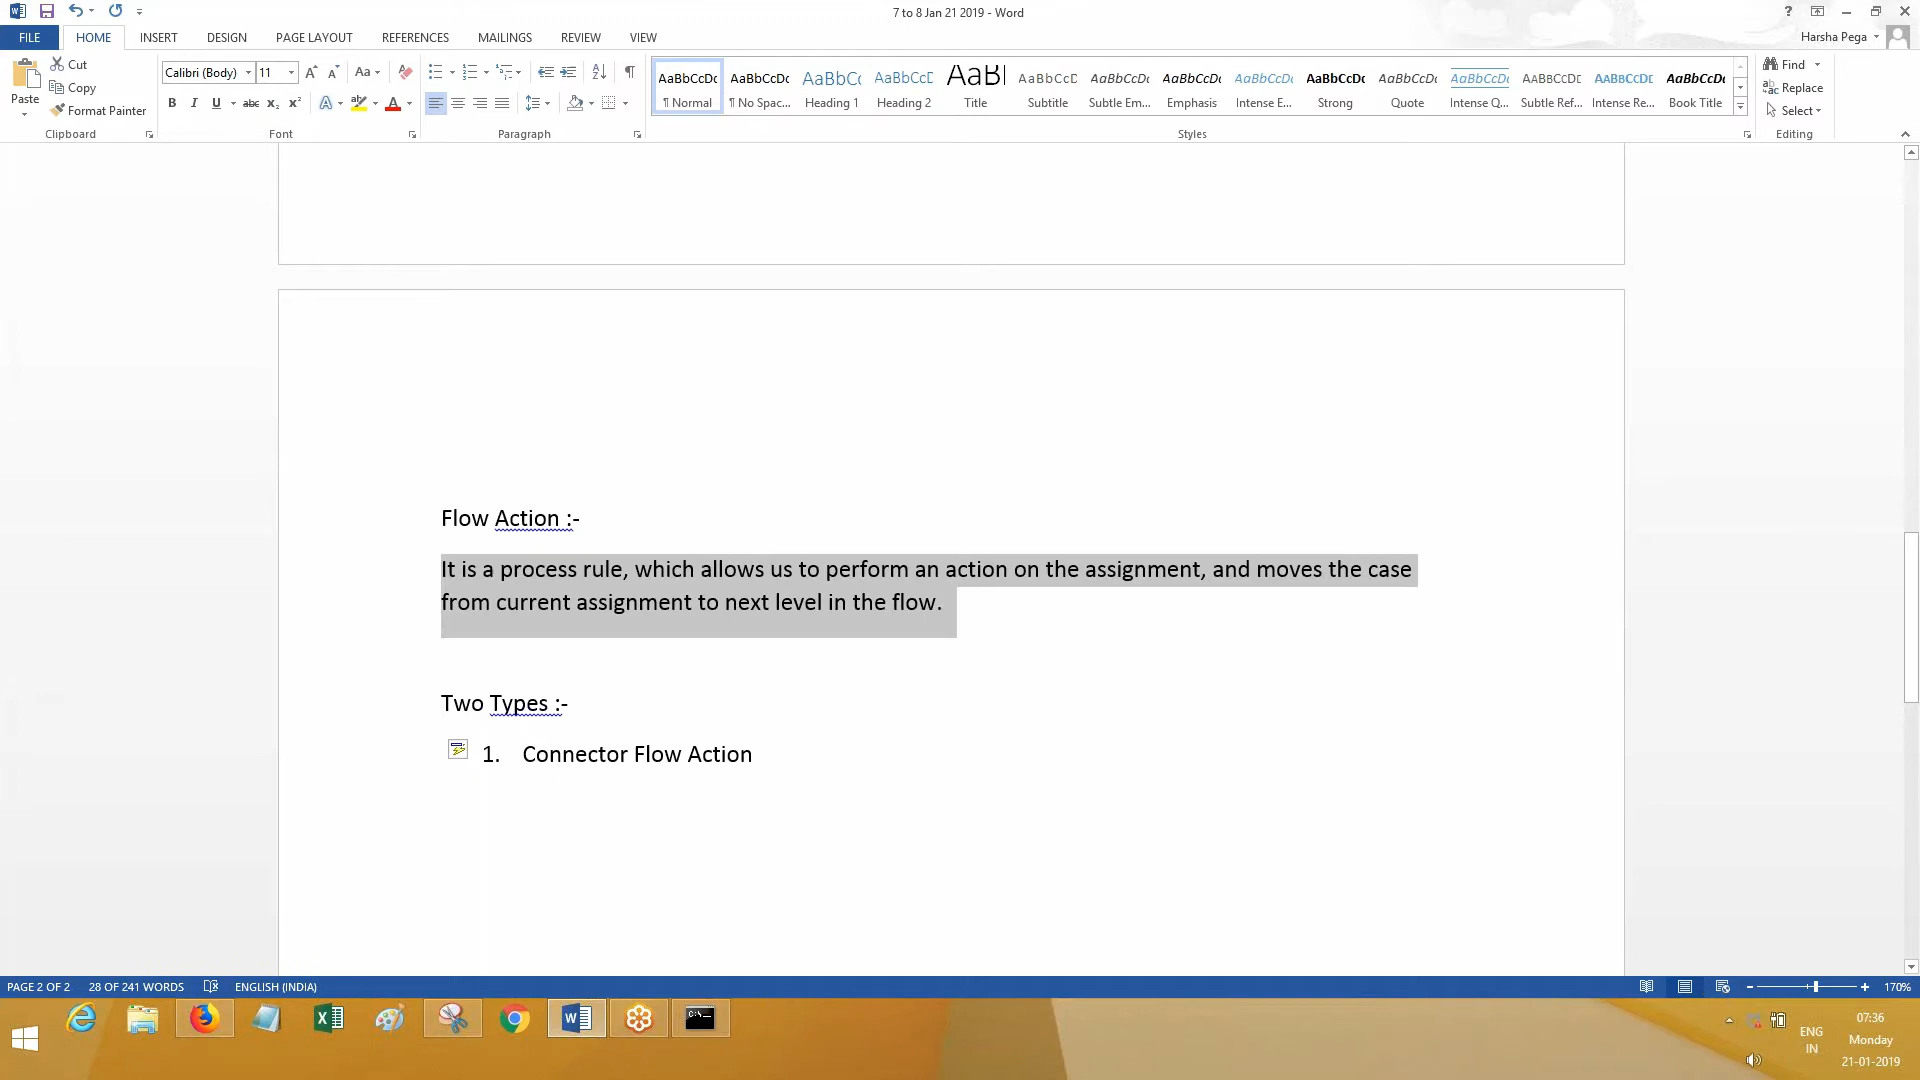 7 to 8 Jan 21 2019 - Word
?
FILE HOME INSERT DESIGN PAGE LAYOUT REFERENCES MAILINGS REVIEW VIEW
Harsha Pega
Paste
Cut
Copy
Format Painter
Clipboard
Calibri (Body) 11
Font
Paragraph
AaBbCcDc AaBbCcDc AaBbCc AaBbCcD AaBl AaBbCcD AaBbCcDc AaBbCcDc AaBbCcDc AaBbCcDc AaBbCcDc AaBbCcDc AABBCCDC AABBCCDC AaBbCcDc
¶ Normal ¶ No Spac... Heading 1 Heading 2 Title Subtitle Subtle Em... Emphasis Intense E... Strong Quote Intense Q... Subtle Ref... Intense Re... Book Title
Styles
Find
Replace
Select
Editing
Flow Action :-
It is a process rule, which allows us to perform an action on the assignment, and moves the case
from current assignment to next level in the flow.
Two Types :-
1. Connector Flow Action
PAGE 2 OF 2 28 OF 241 WORDS ENGLISH (INDIA) 170%
ENG
IN
07:36
Monday
21-01-2019